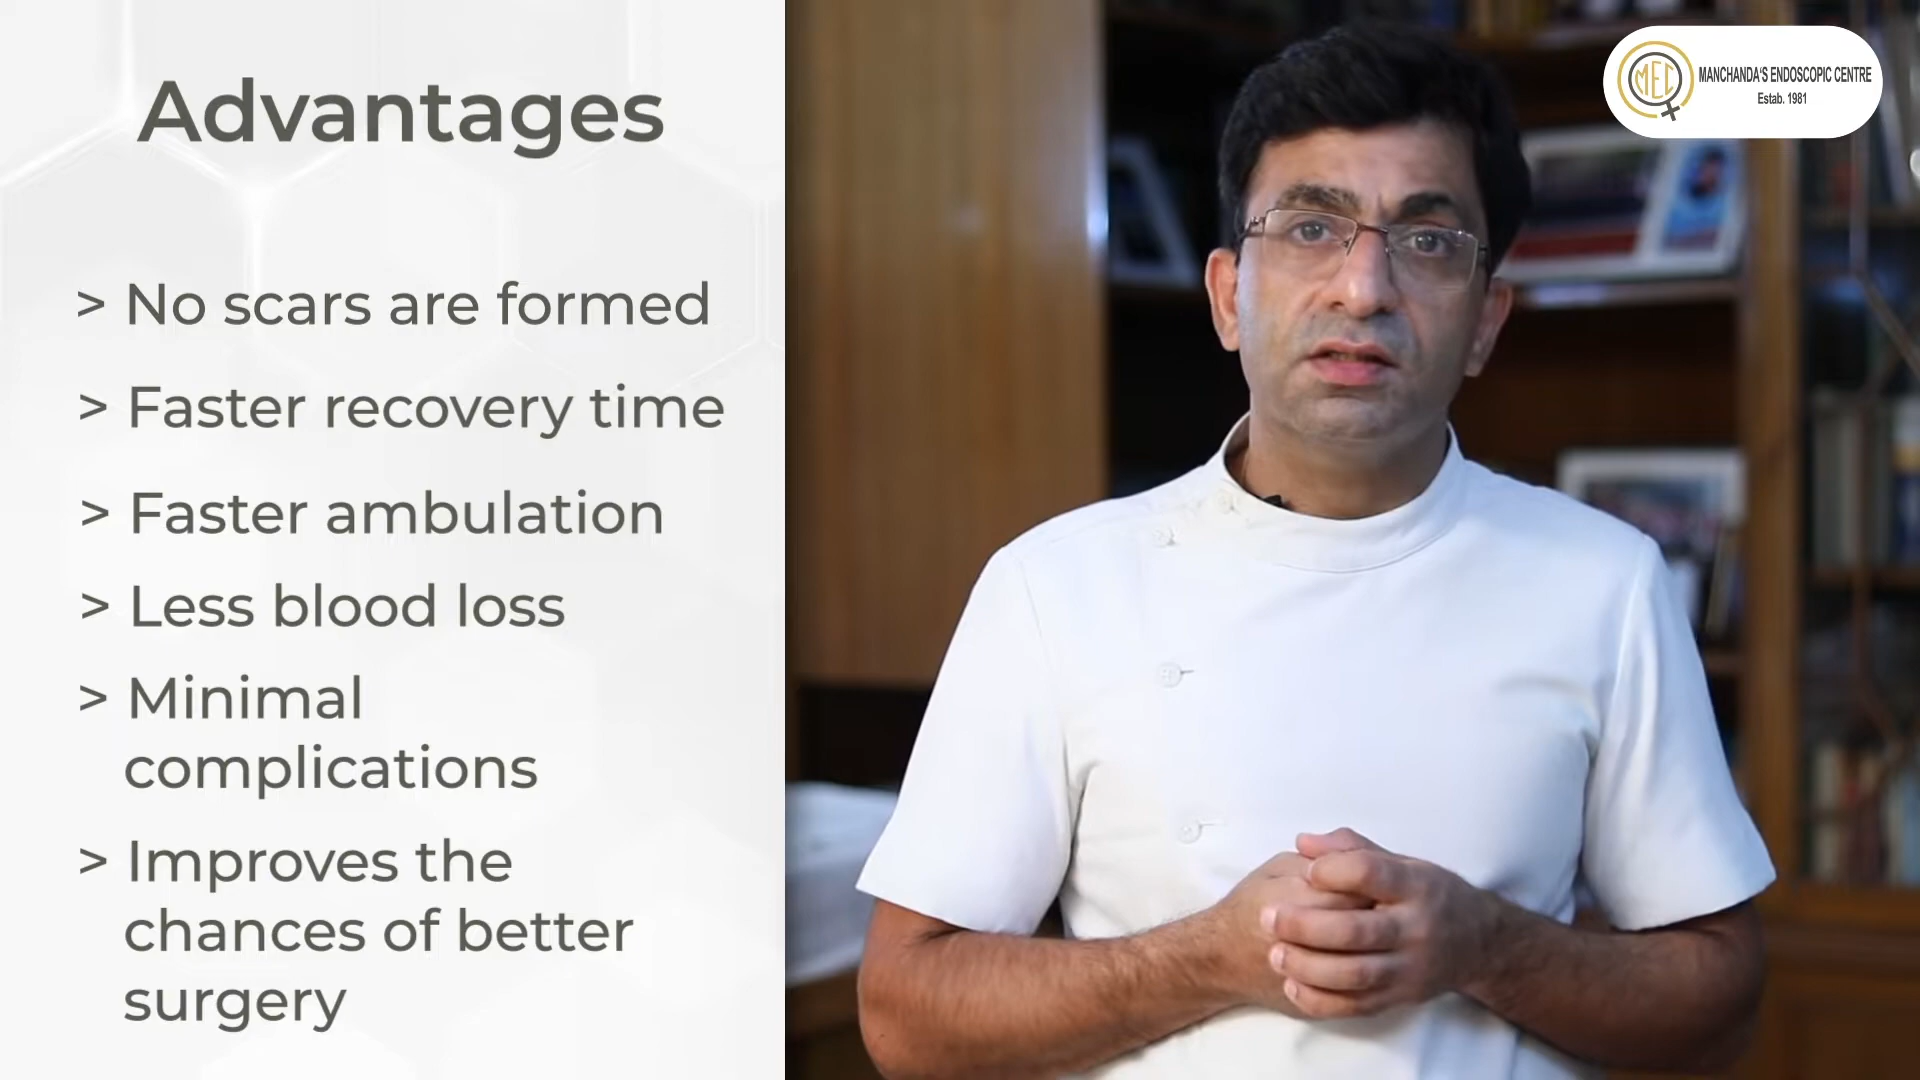 Advantages
> No scars are formed
> Faster recovery time
> Faster ambulation
> Less blood loss
> Minimal
complications
> Improves the
chances of better
surgery
MEC
MANCHANDA'S ENDOSCOPIC CENTRE
Estab. 1981